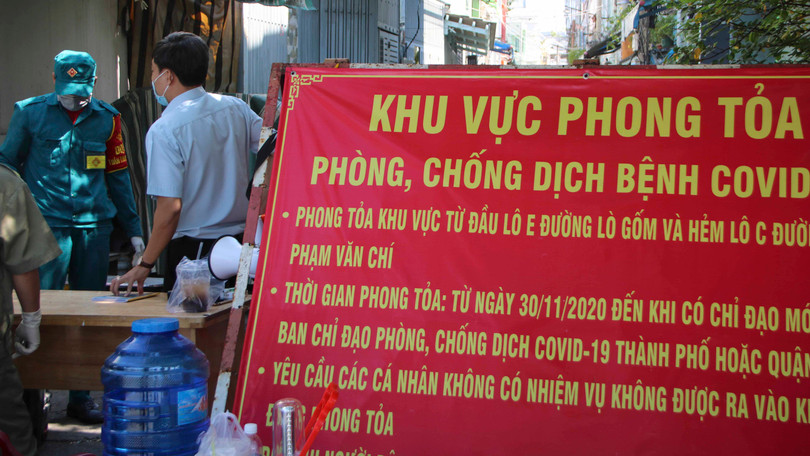 KHU VỰC PHONG TỎA
PHÒNG, CHỐNG DỊCH BỆNH COVID
• PHONG TỎA KHU VỰC TỪ ĐẦU LÔ E ĐƯỜNG LÒ GỐM VÀ HẺM LÔ C ĐƯỜ
PHẠM VĂN CHÍ
• THỜI GIAN PHONG TỎA: TỪ NGÀY 30/11/2020 ĐẾN KHI CÓ CHỈ ĐẠO MỚ
BAN CHỈ ĐẠO PHÒNG, CHỐNG DỊCH COVID-19 THÀNH PHỐ HOẶC QUẬN
• YÊU CẦU CÁC CÁ NHÂN KHÔNG CÓ NHIỆM VỤ KHÔNG ĐƯỢC RA VÀO KH
PHONG TỎA